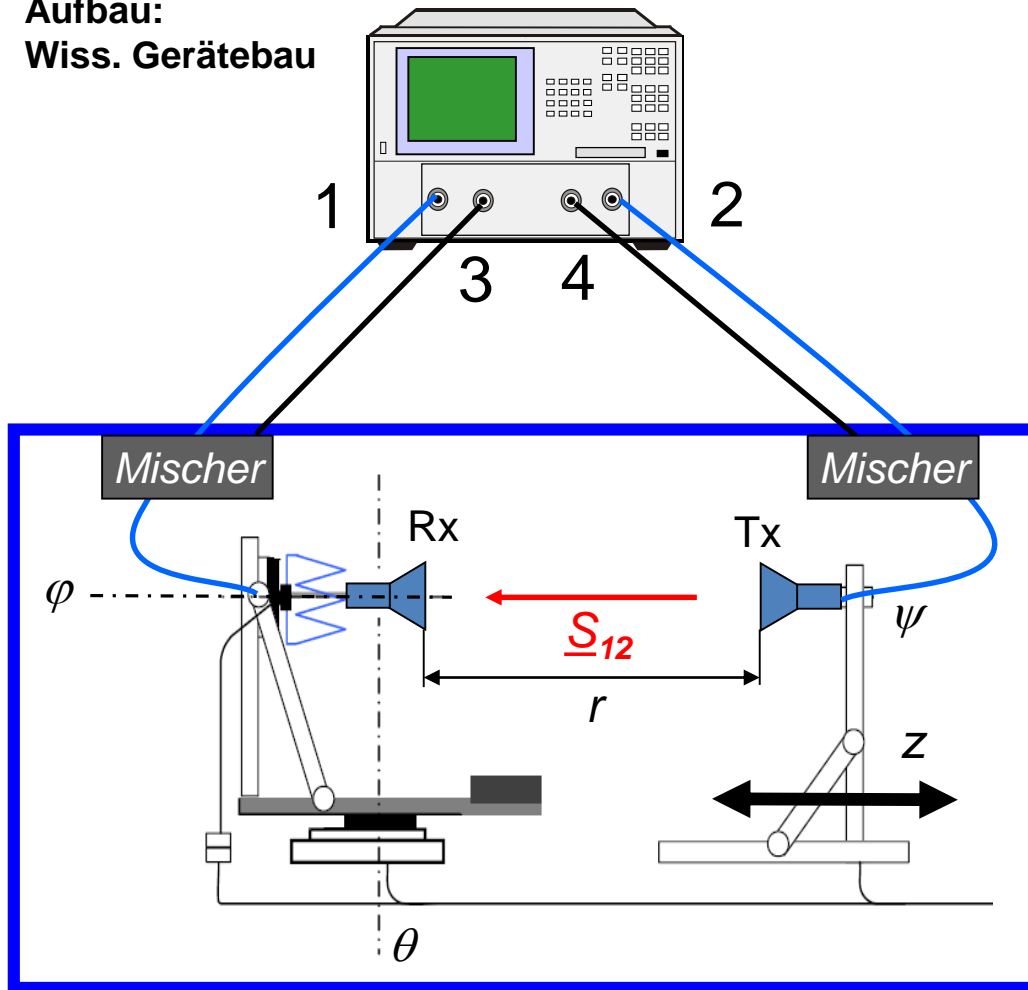 Aufbau:
Wiss. Gerätebau
1
2
3
4
Mischer
Mischer
Rx
Tx
φ
ψ
S12
r
z
θ